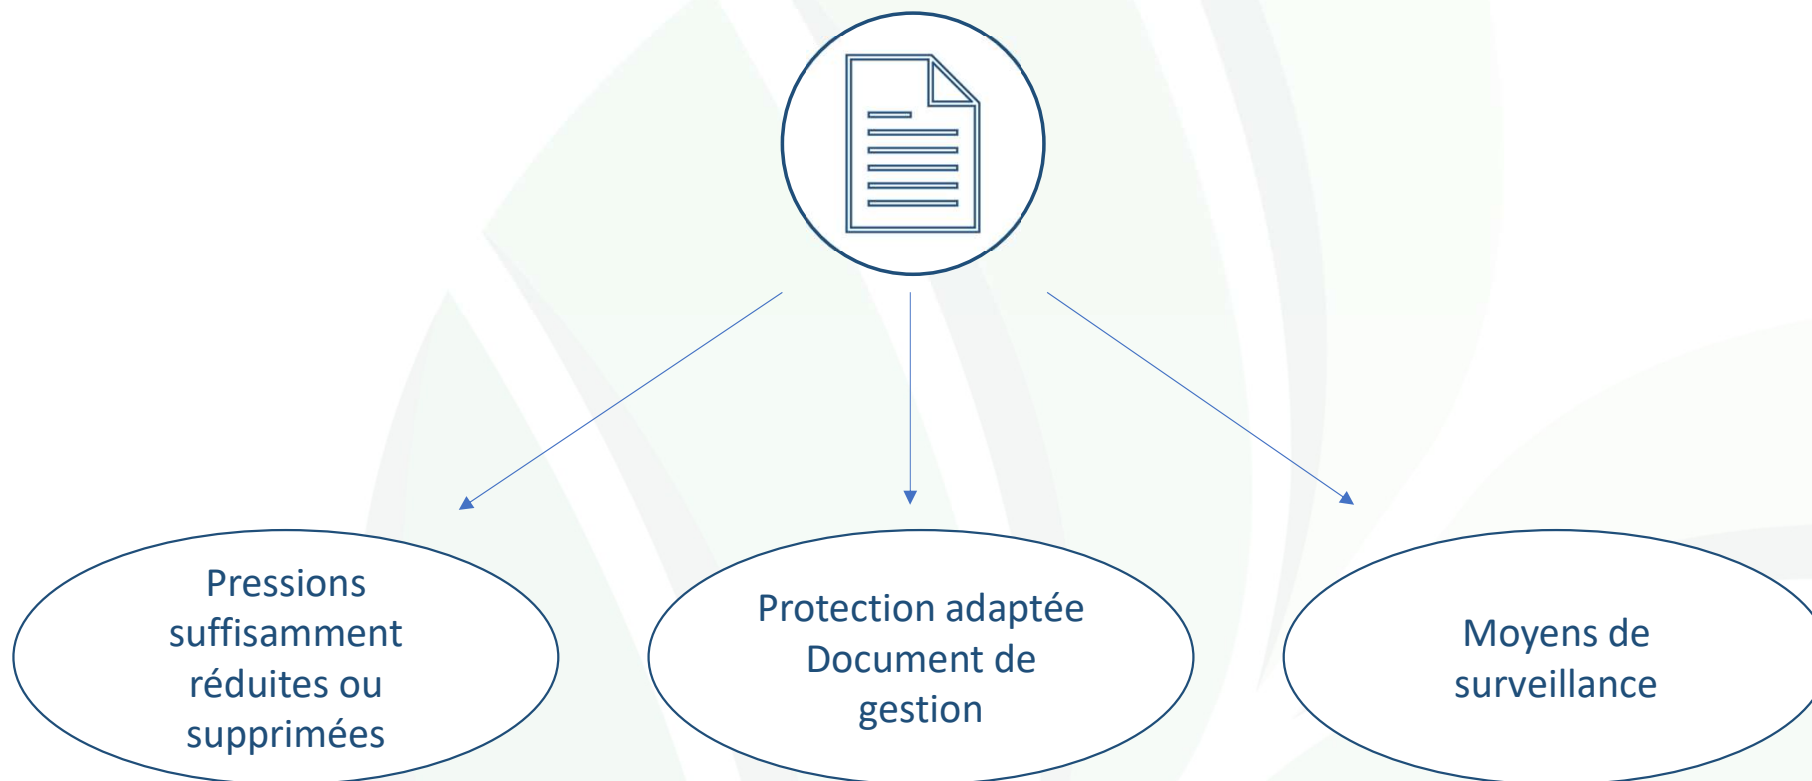 Pressions
suffisamment
réduites ou
supprimées
Protection adaptée
Document de
gestion
Moyens de
surveillance